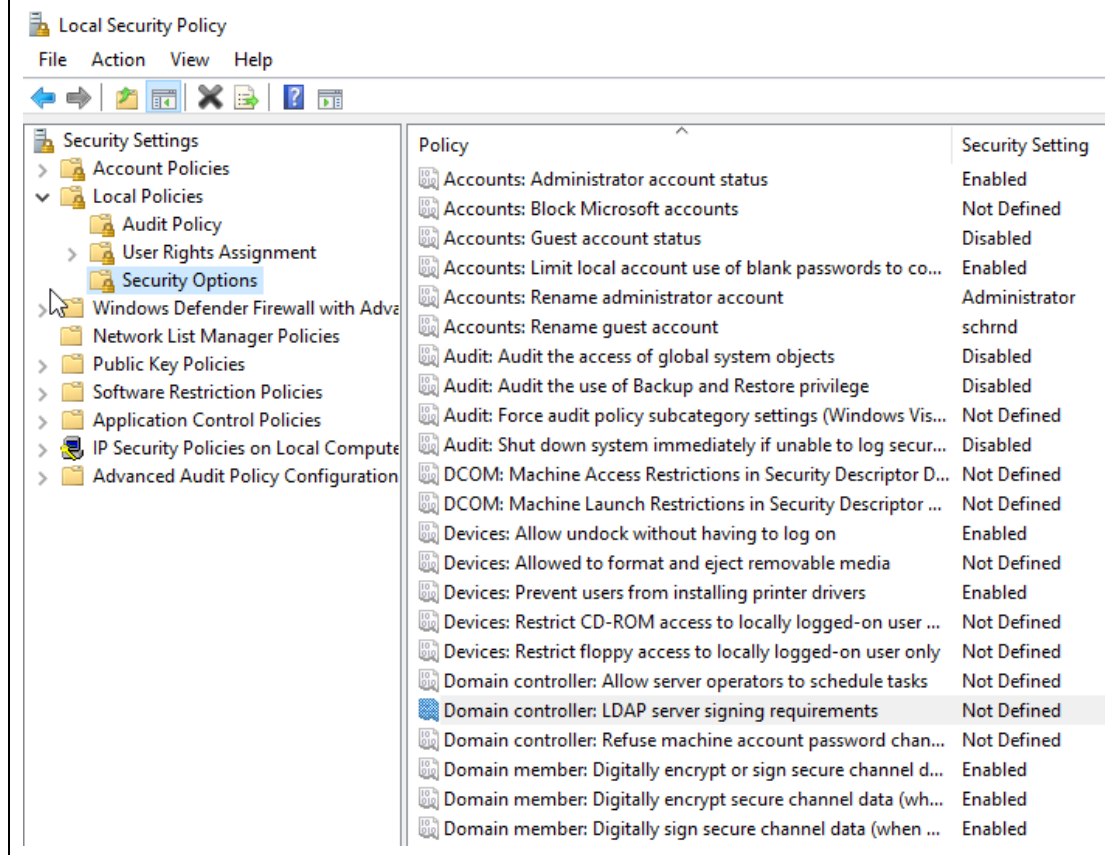 Local Security Policy
File Action View Help
Security Settings
Account Policies
Local Policies
Audit Policy
User Rights Assignment
Security Options
Windows Defender Firewall with Adva
Network List Manager Policies
Public Key Policies
Software Restriction Policies
Application Control Policies
IP Security Policies on Local Compute
Advanced Audit Policy Configuration
Policy Security Setting
Accounts: Administrator account status Enabled
Accounts: Block Microsoft accounts Not Defined
Accounts: Guest account status Disabled
Accounts: Limit local account use of blank passwords to co... Enabled
Accounts: Rename administrator account Administrator
Accounts: Rename guest account schrnd
Audit: Audit the access of global system objects Disabled
Audit: Audit the use of Backup and Restore privilege Disabled
Audit: Force audit policy subcategory settings (Windows Vis... Not Defined
Audit: Shut down system immediately if unable to log secur... Disabled
DCOM: Machine Access Restrictions in Security Descriptor D... Not Defined
DCOM: Machine Launch Restrictions in Security Descriptor ... Not Defined
Devices: Allow undock without having to log on Enabled
Devices: Allowed to format and eject removable media Not Defined
Devices: Prevent users from installing printer drivers Enabled
Devices: Restrict CD-ROM access to locally logged-on user ... Not Defined
Devices: Restrict floppy access to locally logged-on user only Not Defined
Domain controller: Allow server operators to schedule tasks Not Defined
Domain controller: LDAP server signing requirements Not Defined
Domain controller: Refuse machine account password chan... Not Defined
Domain member: Digitally encrypt or sign secure channel d... Enabled
Domain member: Digitally encrypt secure channel data (wh... Enabled
Domain member: Digitally sign secure channel data (when ... Enabled